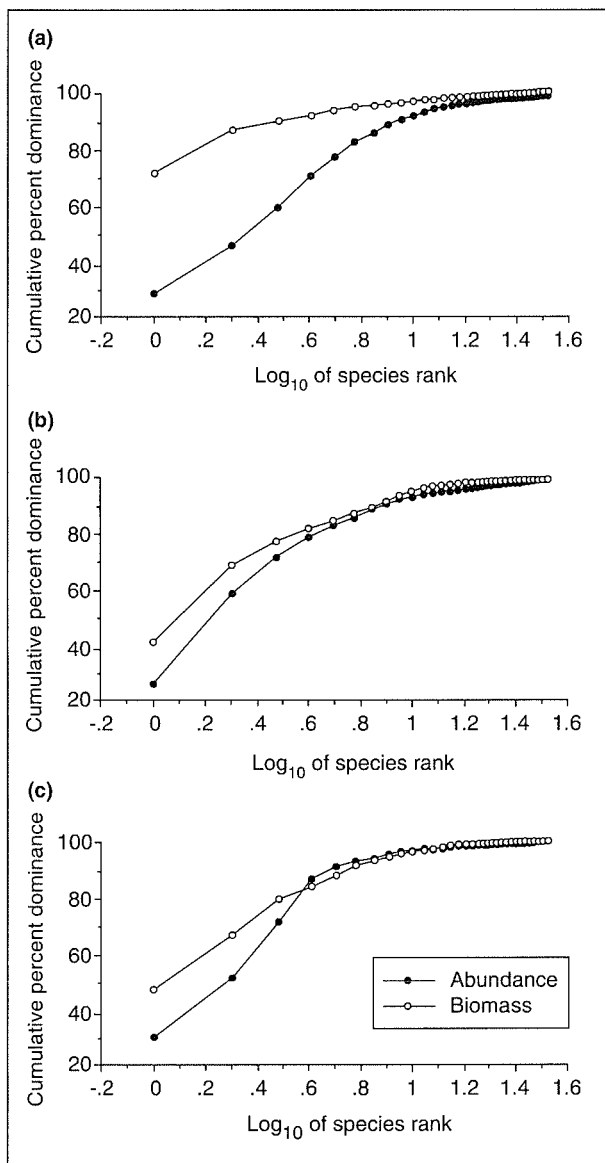 (a)
Cumulative percent dominance
100
80
60
40
20
-.2 0 .2 .4 .6 .8 1.0 1.2 1.4 1.6
Log10 of species rank
(b)
Cumulative percent dominance
100
80
60
40
20
-.2 0 .2 .4 .6 .8 1 1.2 1.4 1.6
Log10 of species rank
(c)
Cumulative percent dominance
100
80
60
40
20
-.2 0 .2 .4 .6 .8 1 1.2 1.4 1.6
Log10 of species rank
Abundance
Biomass